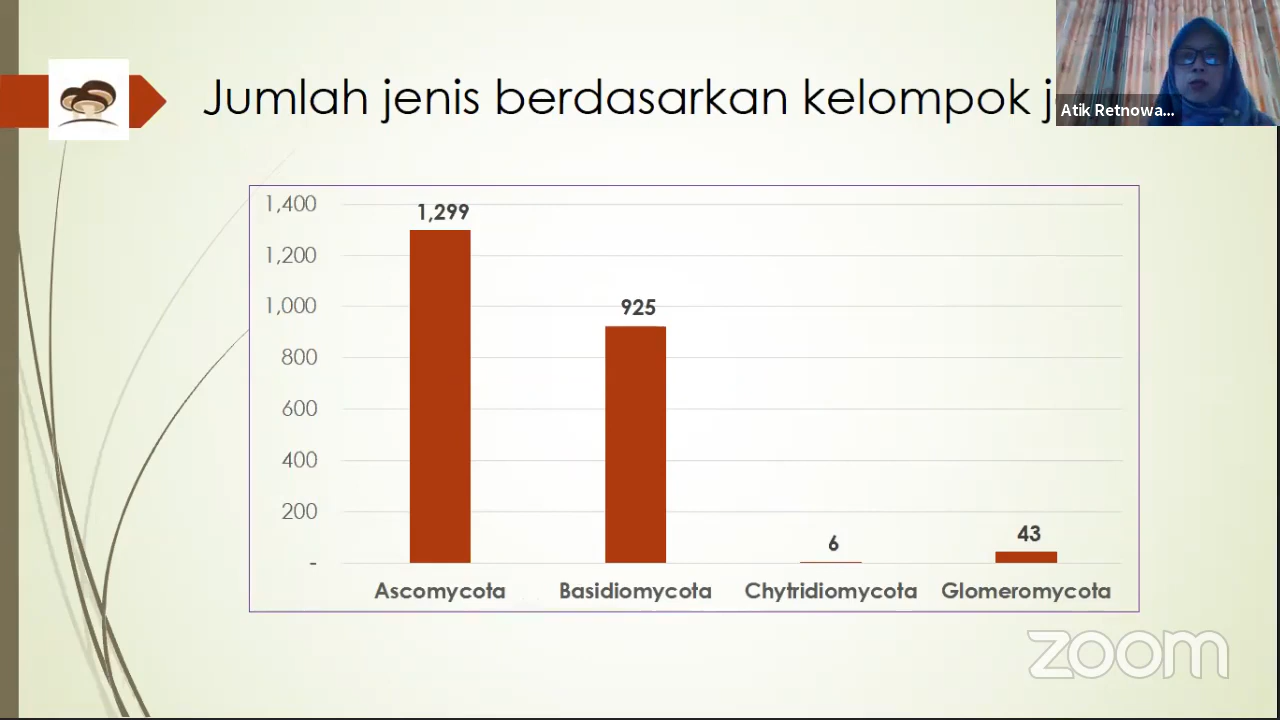 Jumlah jenis berdasarkan kelompok j
Atik Retnowa...
1,400
1,200
1,000
800
600
400
200
-
1,299
925
6
43
Ascomycota
Basidiomycota
Chytridiomycota
Glomeromycota
zoom